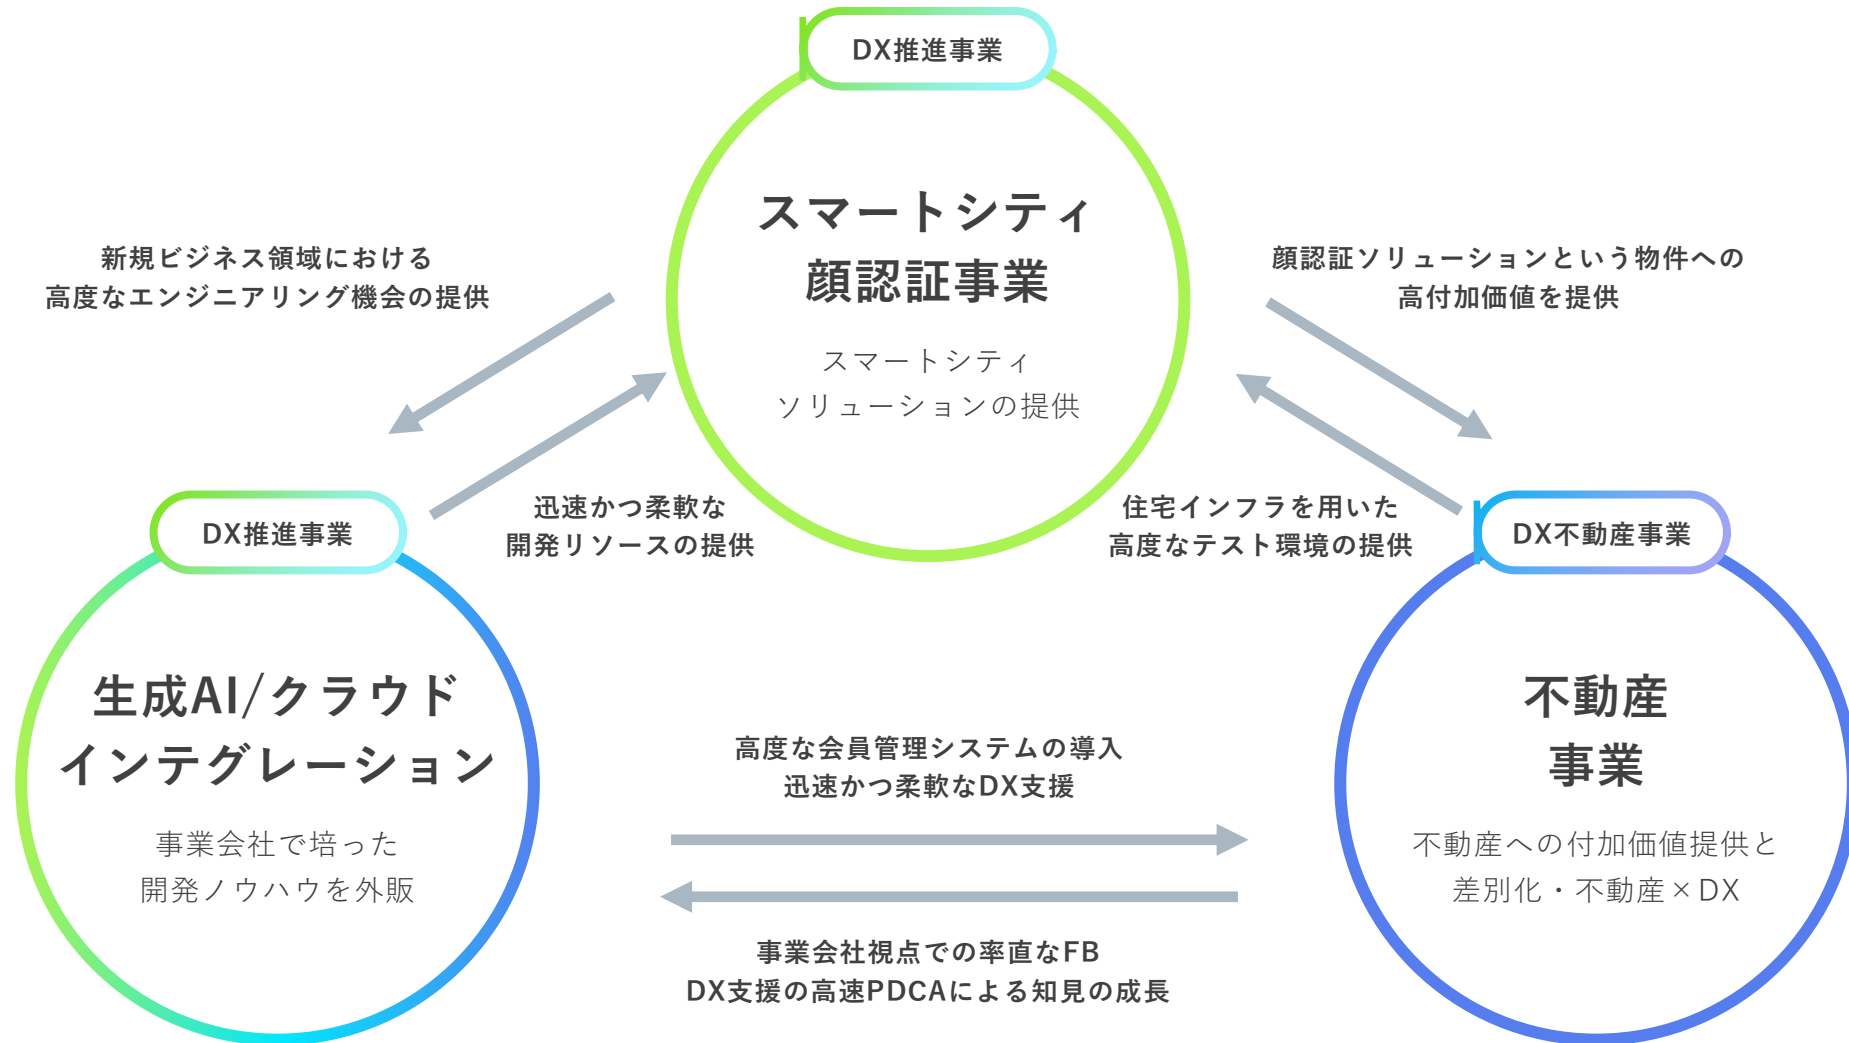 DX推進事業
スマートシティ
顔認証事業
スマートシティ
ソリューションの提供
新規ビジネス領域における
高度なエンジニアリング機会の提供
顔認証ソリューションという物件への
高付加価値を提供
迅速かつ柔軟な
開発リソースの提供
住宅インフラを用いた
高度なテスト環境の提供
DX推進事業
生成AI/クラウド
インテグレーション
事業会社で培った
開発ノウハウを外販
高度な会員管理システムの導入
迅速かつ柔軟なDX支援
事業会社視点での率直なFB
DX支援の高速PDCAによる知見の成長
DX不動産事業
不動産
事業
不動産への付加価値提供と
差別化・不動産×DX